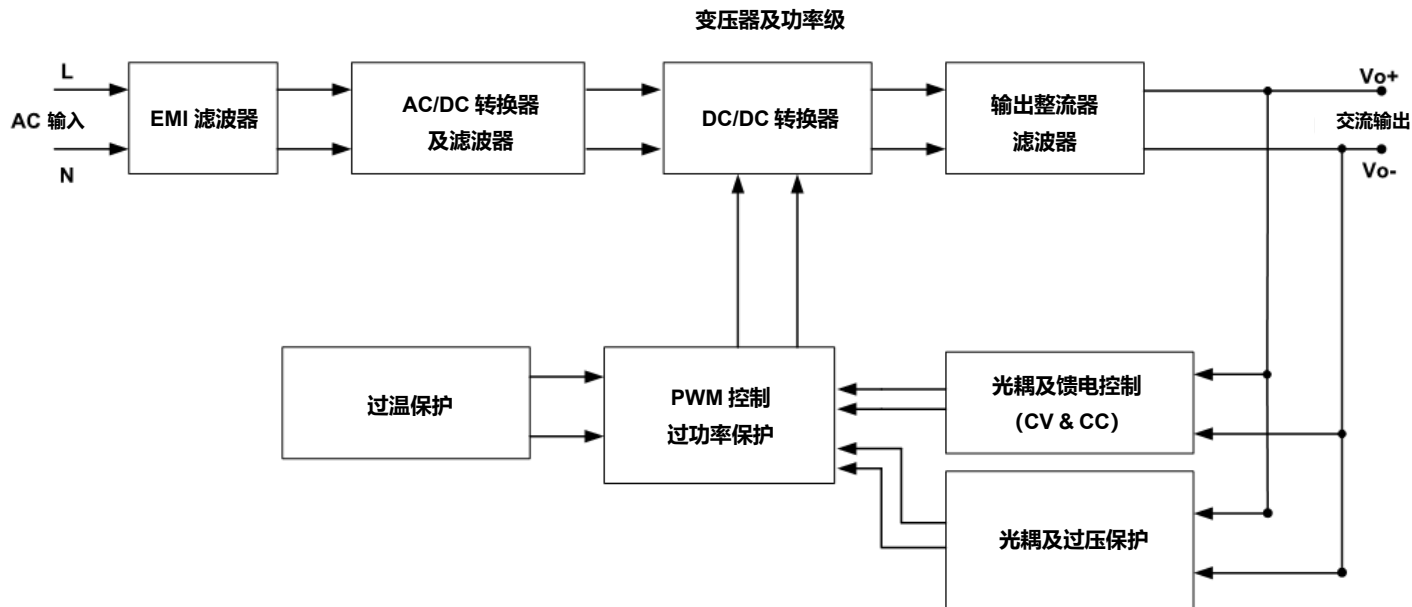 变压器及功率级
L
AC 输入
N
EMI 滤波器
AC/DC 转换器
及滤波器
DC/DC 转换器
输出整流器
滤波器
Vo+
交流输出
Vo-
过温保护
PWM 控制
过功率保护
光耦及馈电控制
（CV & CC）
光耦及过压保护